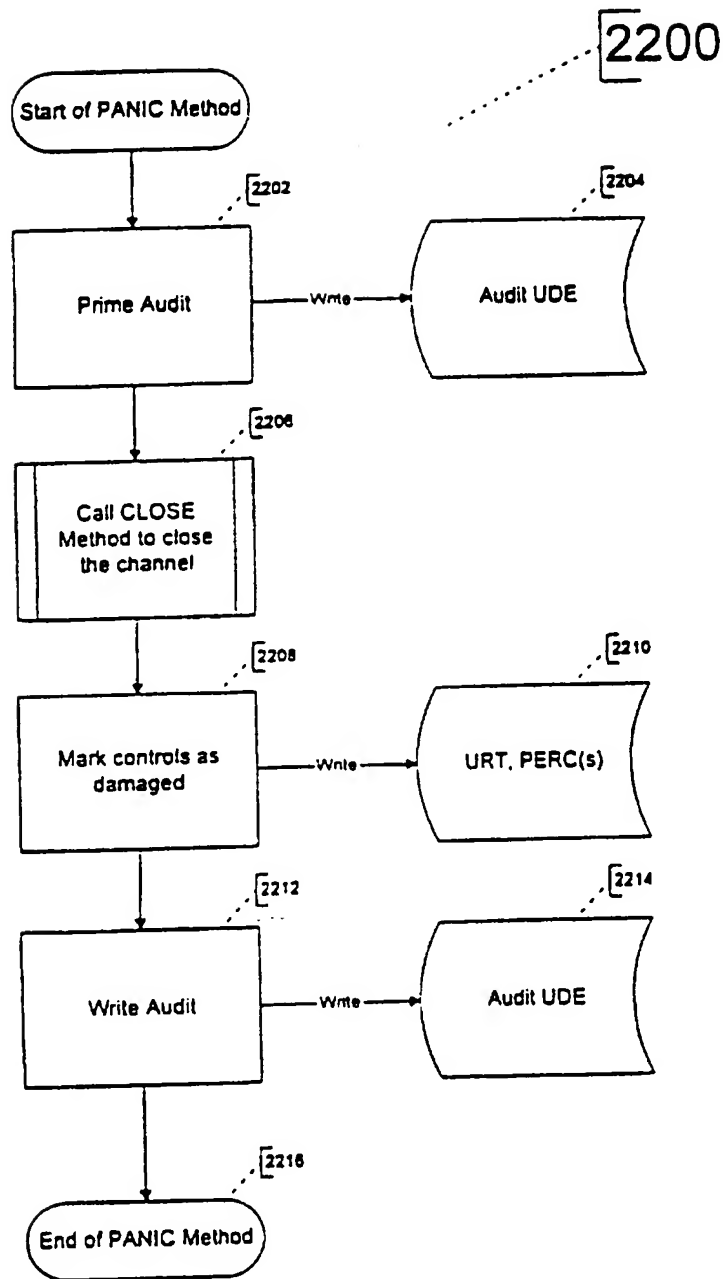 2200
Start of PANIC Method
2202
2204
Prime Audit
Write
Audit UDE
2206
Call CLOSE
Method to close
the channel
2208
2210
Mark controls as
damaged
Write
URT, PERC(s)
2212
2214
Write Audit
Write
Audit UDE
2216
End of PANIC Method